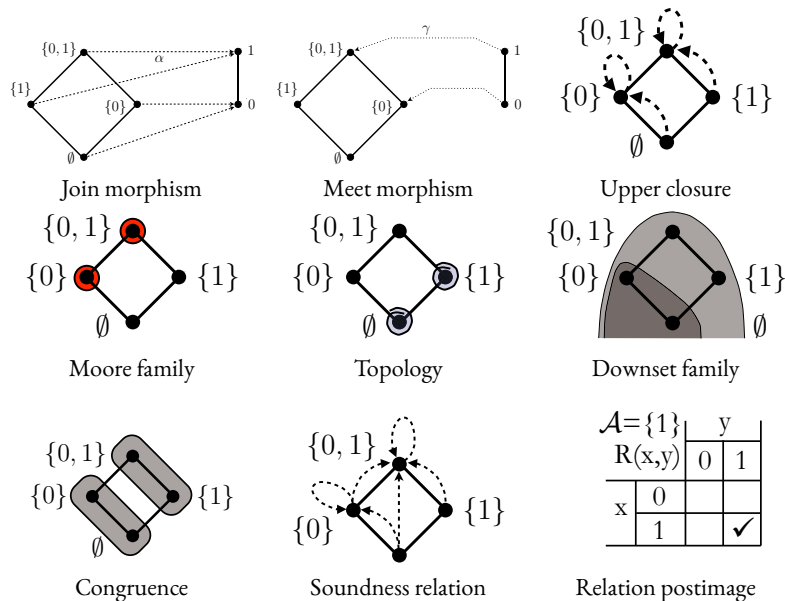 {0, 1} α 1
{1} {0} 0
∅
Join morphism
{0, 1} γ 1
{1} {0} 0
∅
Meet morphism
{0, 1}
{0} {1}
∅
Upper closure
{0, 1}
{0} {1}
∅
Moore family
{0, 1}
{0} {1}
∅
Topology
{0, 1}
{0} {1}
∅
Downset family
{0, 1}
{0} {1}
∅
Congruence
{0, 1}
{0} {1}
∅
Soundness relation
𝒜={1} y
R(x,y) 0 1
x 0
1 ✓
Relation postimage